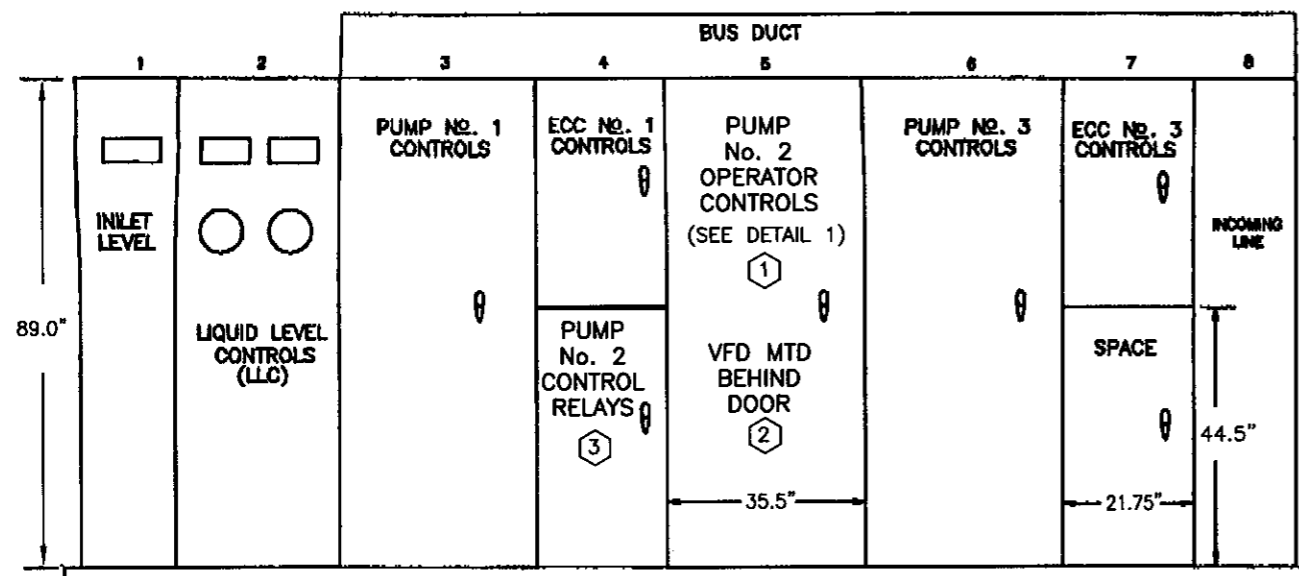 BUS DUCT
1 2 3 4 5 6 7 8
INLET
LEVEL
LIQUID LEVEL
CONTROLS
(LLC)
PUMP No. 1
CONTROLS
ECC No. 1
CONTROLS
PUMP
No. 2
CONTROL
RELAYS
3
PUMP
No. 2
OPERATOR
CONTROLS
(SEE DETAIL 1)
1
VFD MTD
BEHIND
DOOR
2
35.5"
PUMP No. 3
CONTROLS
ECC No. 3
CONTROLS
SPACE
21.75"
INCOMING
LINE
44.5"
89.0"